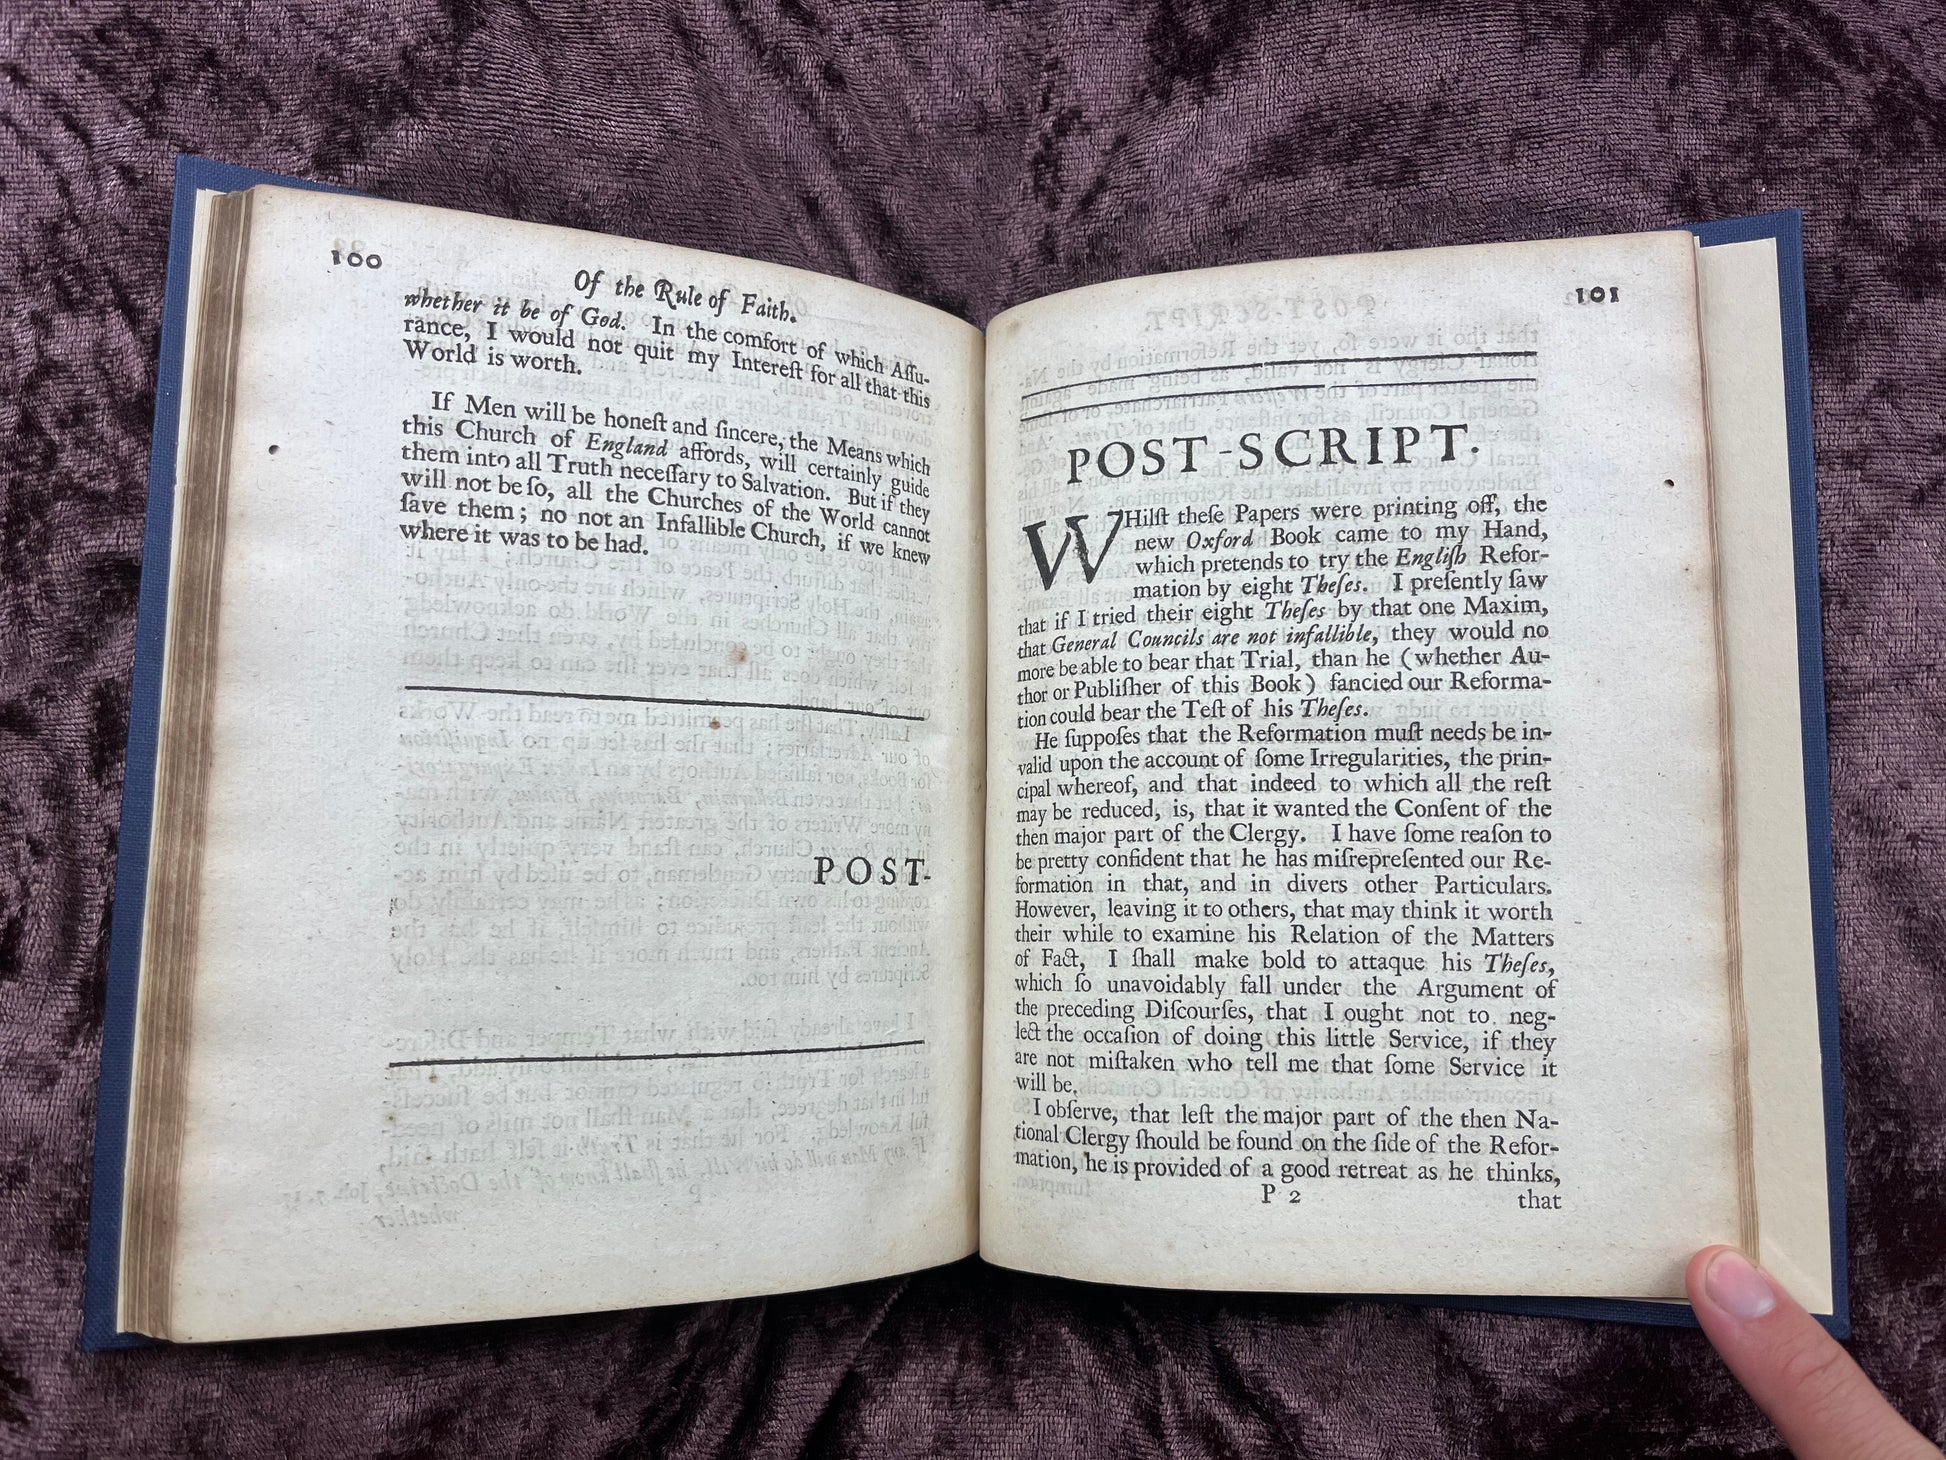 100
Of the Rule of Faith.
whether it be of God. In the comfort of which Aſſu-
rance, I would not quit my Intereſt for all that this
World is worth.
If Men will be honeſt and ſincere, the Means which
this Church of England affords, will certainly guide
them into all Truth neceſſary to Salvation. But if they
will not be ſo, all the Churches of the World cannot
ſave them; no not an Infallible Church, if we knew
where it was to be had.
POST-
101
POST-SCRIPT.
WHilſt theſe Papers were printing off, the
new Oxford Book came to my Hand,
which pretends to try the Engliſh Refor-
mation by eight Theſes. I preſently ſaw
that if I tried their eight Theſes by that one Maxim,
that General Councils are not infallible, they would no
more be able to bear that Trial, than he (whether Au-
thor or Publiſher of this Book) fancied our Reforma-
tion could bear the Teſt of his Theſes.
He ſuppoſes that the Reformation muſt needs be in-
valid upon the account of ſome Irregularities, the prin-
cipal whereof, and that indeed to which all the reſt
may be reduced, is, that it wanted the Conſent of the
then major part of the Clergy. I have ſome reaſon to
be pretty confident that he has miſrepreſented our Re-
formation in that, and in divers other Particulars.
However, leaving it to others, that may think it worth
their while to examine his Relation of the Matters
of Fact, I ſhall make bold to attaque his Theſes,
which ſo unavoidably fall under the Argument of
the preceding Diſcourſes, that I ought not to neg-
lect the occaſion of doing this little Service, if they
are not miſtaken who tell me that ſome Service it
will be.
I obſerve, that leſt the major part of the then Na-
tional Clergy ſhould be found on the ſide of the Refor-
mation, he is provided of a good retreat as he thinks,
P 2
that